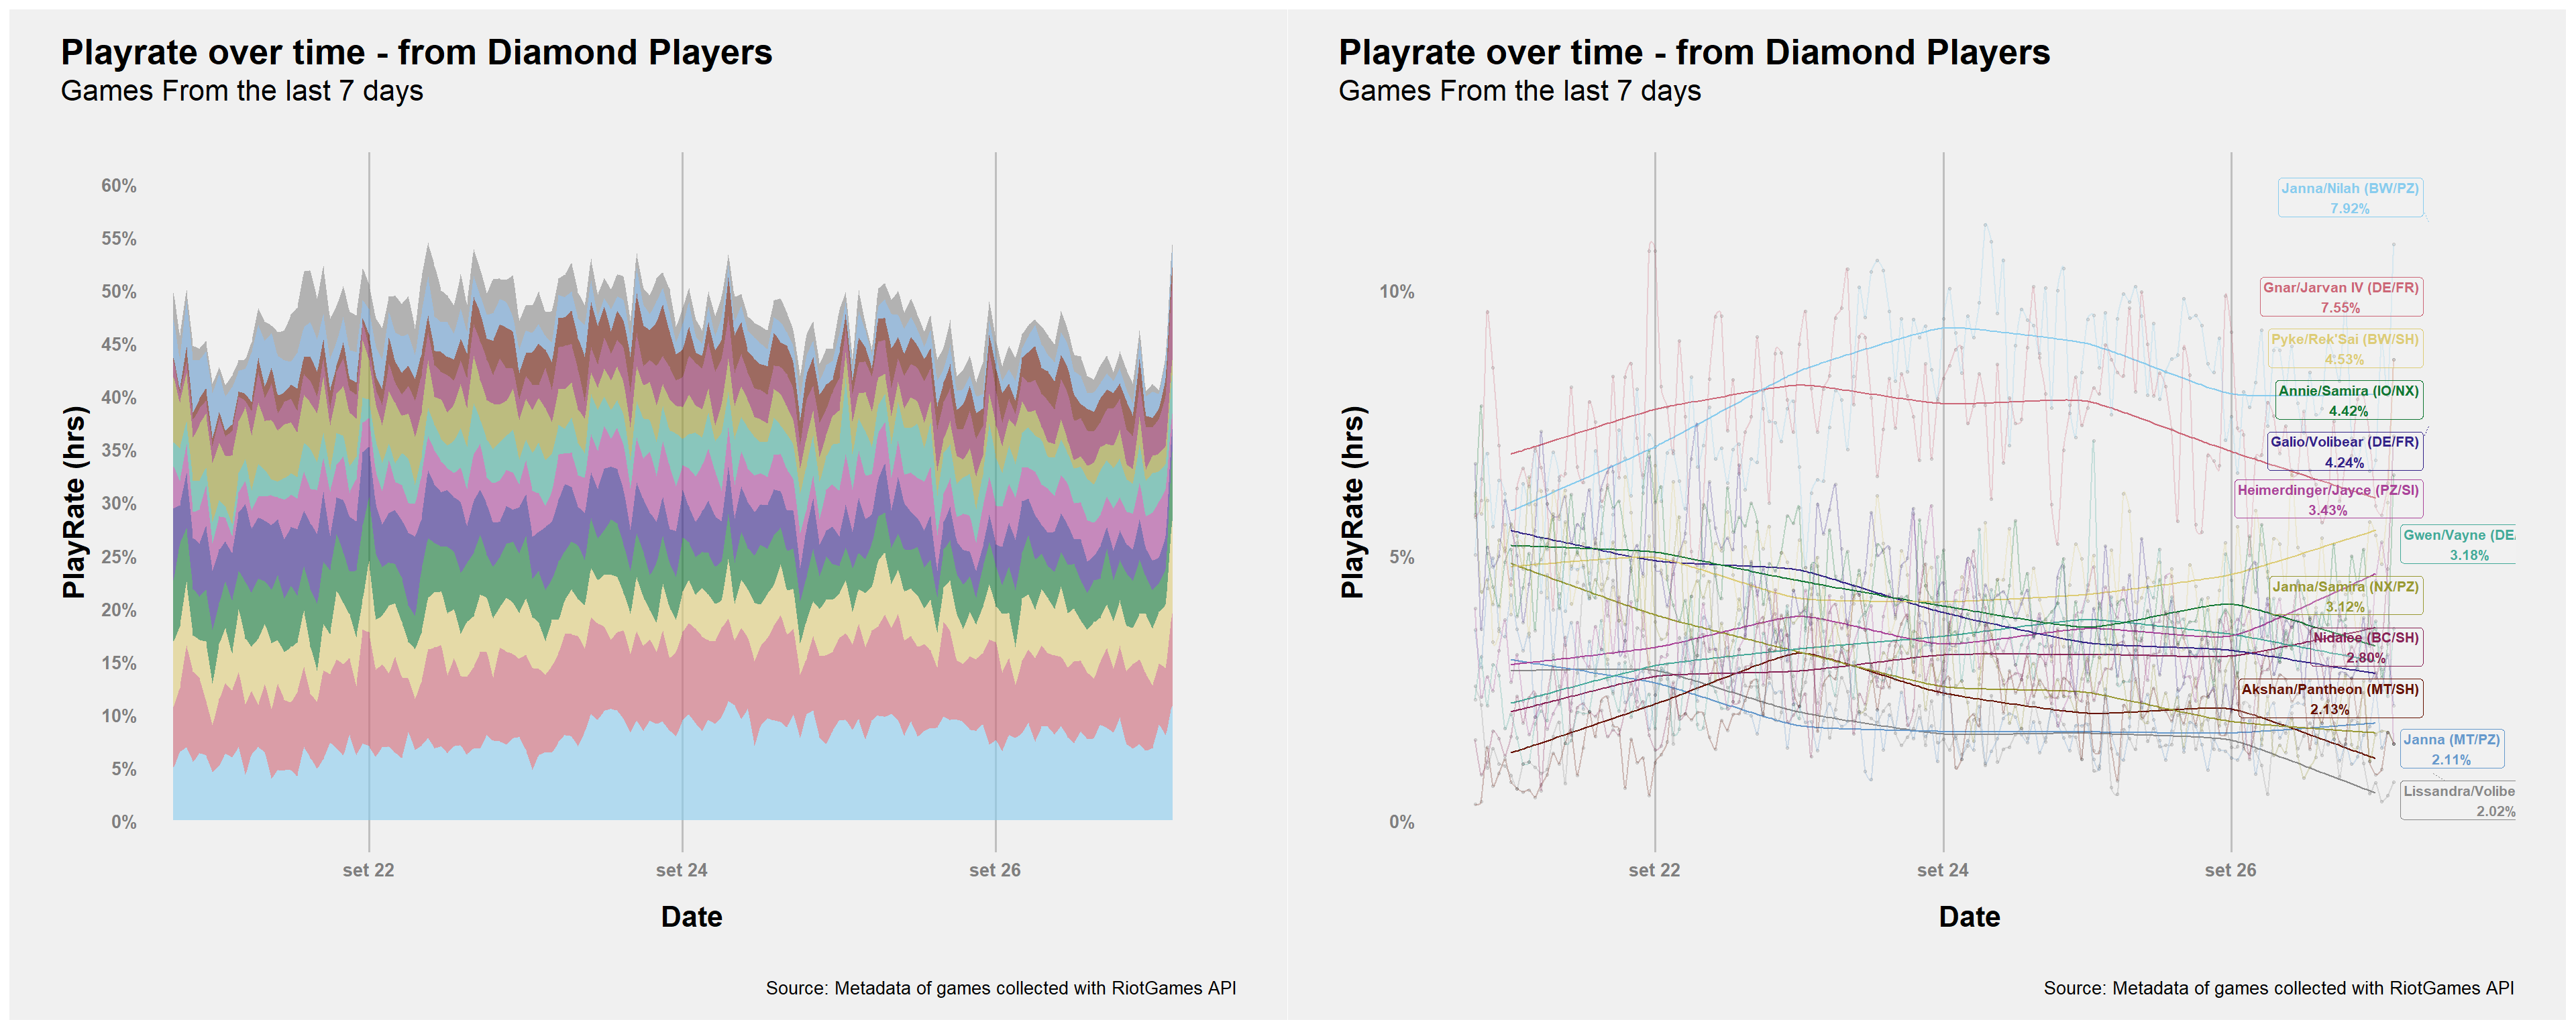 Playrate over time - from Diamond Players
Games From the last 7 days
60%
55%
50%
45%
40%
35%
30%
25%
20%
15%
10%
5%
0%
PlayRate (hrs)
set 22
set 24
set 26
Date
Source: Metadata of games collected with RiotGames API
Playrate over time - from Diamond Players
Games From the last 7 days
10%
5%
0%
PlayRate (hrs)
Janna/Nilah (BW/PZ)
7.92%
Gnar/Jarvan IV (DE/FR)
7.55%
Pyke/Rek'Sai (BW/SH)
4.53%
Annie/Samira (IO/NX)
4.42%
Galio/Volibear (DE/FR)
4.24%
Heimerdinger/Jayce (PZ/SI)
3.43%
Gwen/Vayne (DE
3.18%
Janna/Samira (NX/PZ)
3.12%
Nidalee (BC/SH)
2.80%
Akshan/Pantheon (MT/SH)
2.13%
Janna (MT/PZ)
2.11%
Lissandra/Volibe
2.02%
set 22
set 24
set 26
Date
Source: Metadata of games collected with RiotGames API